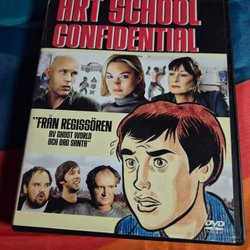 ART SCHOOL
CONFIDENTIAL
"FRÅN REGISSÖREN
AV GHOST WORLD
OCH BAD SANTA"
DVD